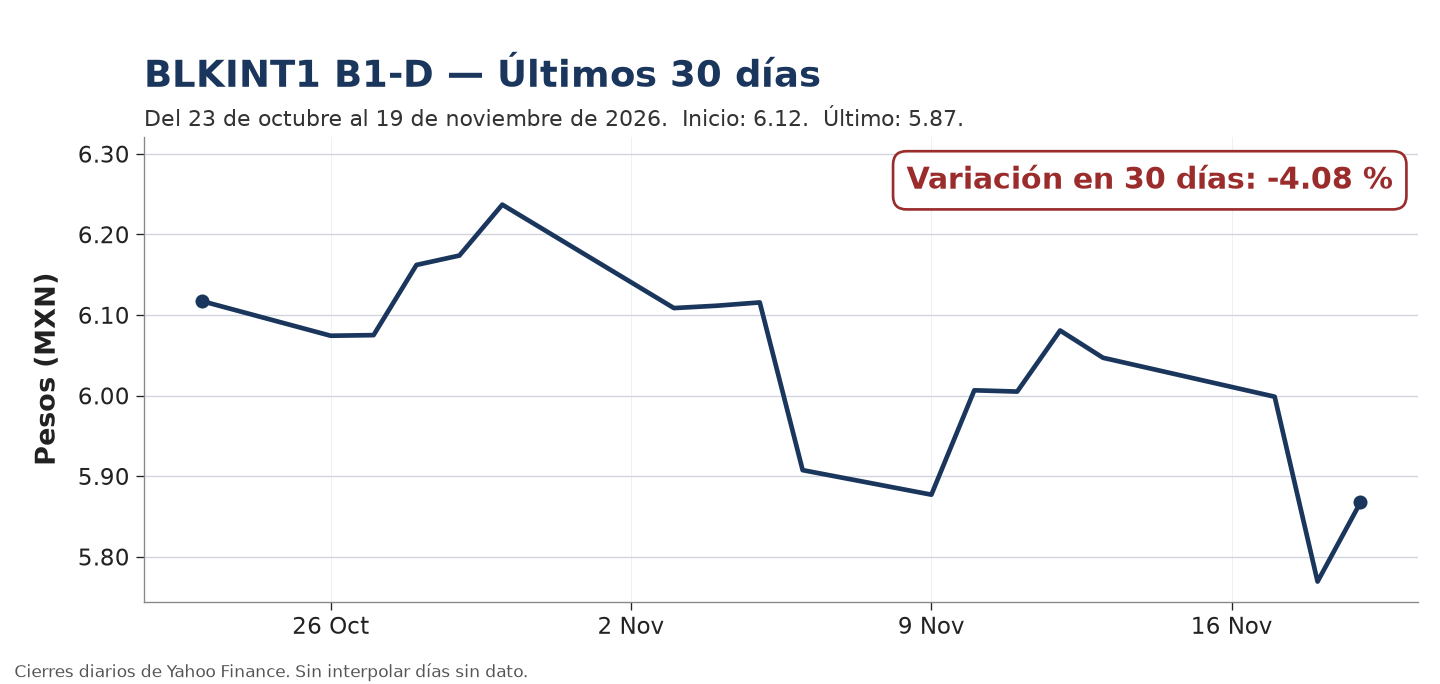 BLKINT1 B1-D — Últimos 30 días
Del 23 de octubre al 19 de noviembre de 2026.  Inicio: 6.12.  Último: 5.87.
Variación en 30 días: -4.08 %
Pesos (MXN)
6.30
6.20
6.10
6.00
5.90
5.80
26 Oct
2 Nov
9 Nov
16 Nov
Cierres diarios de Yahoo Finance. Sin interpolar días sin dato.